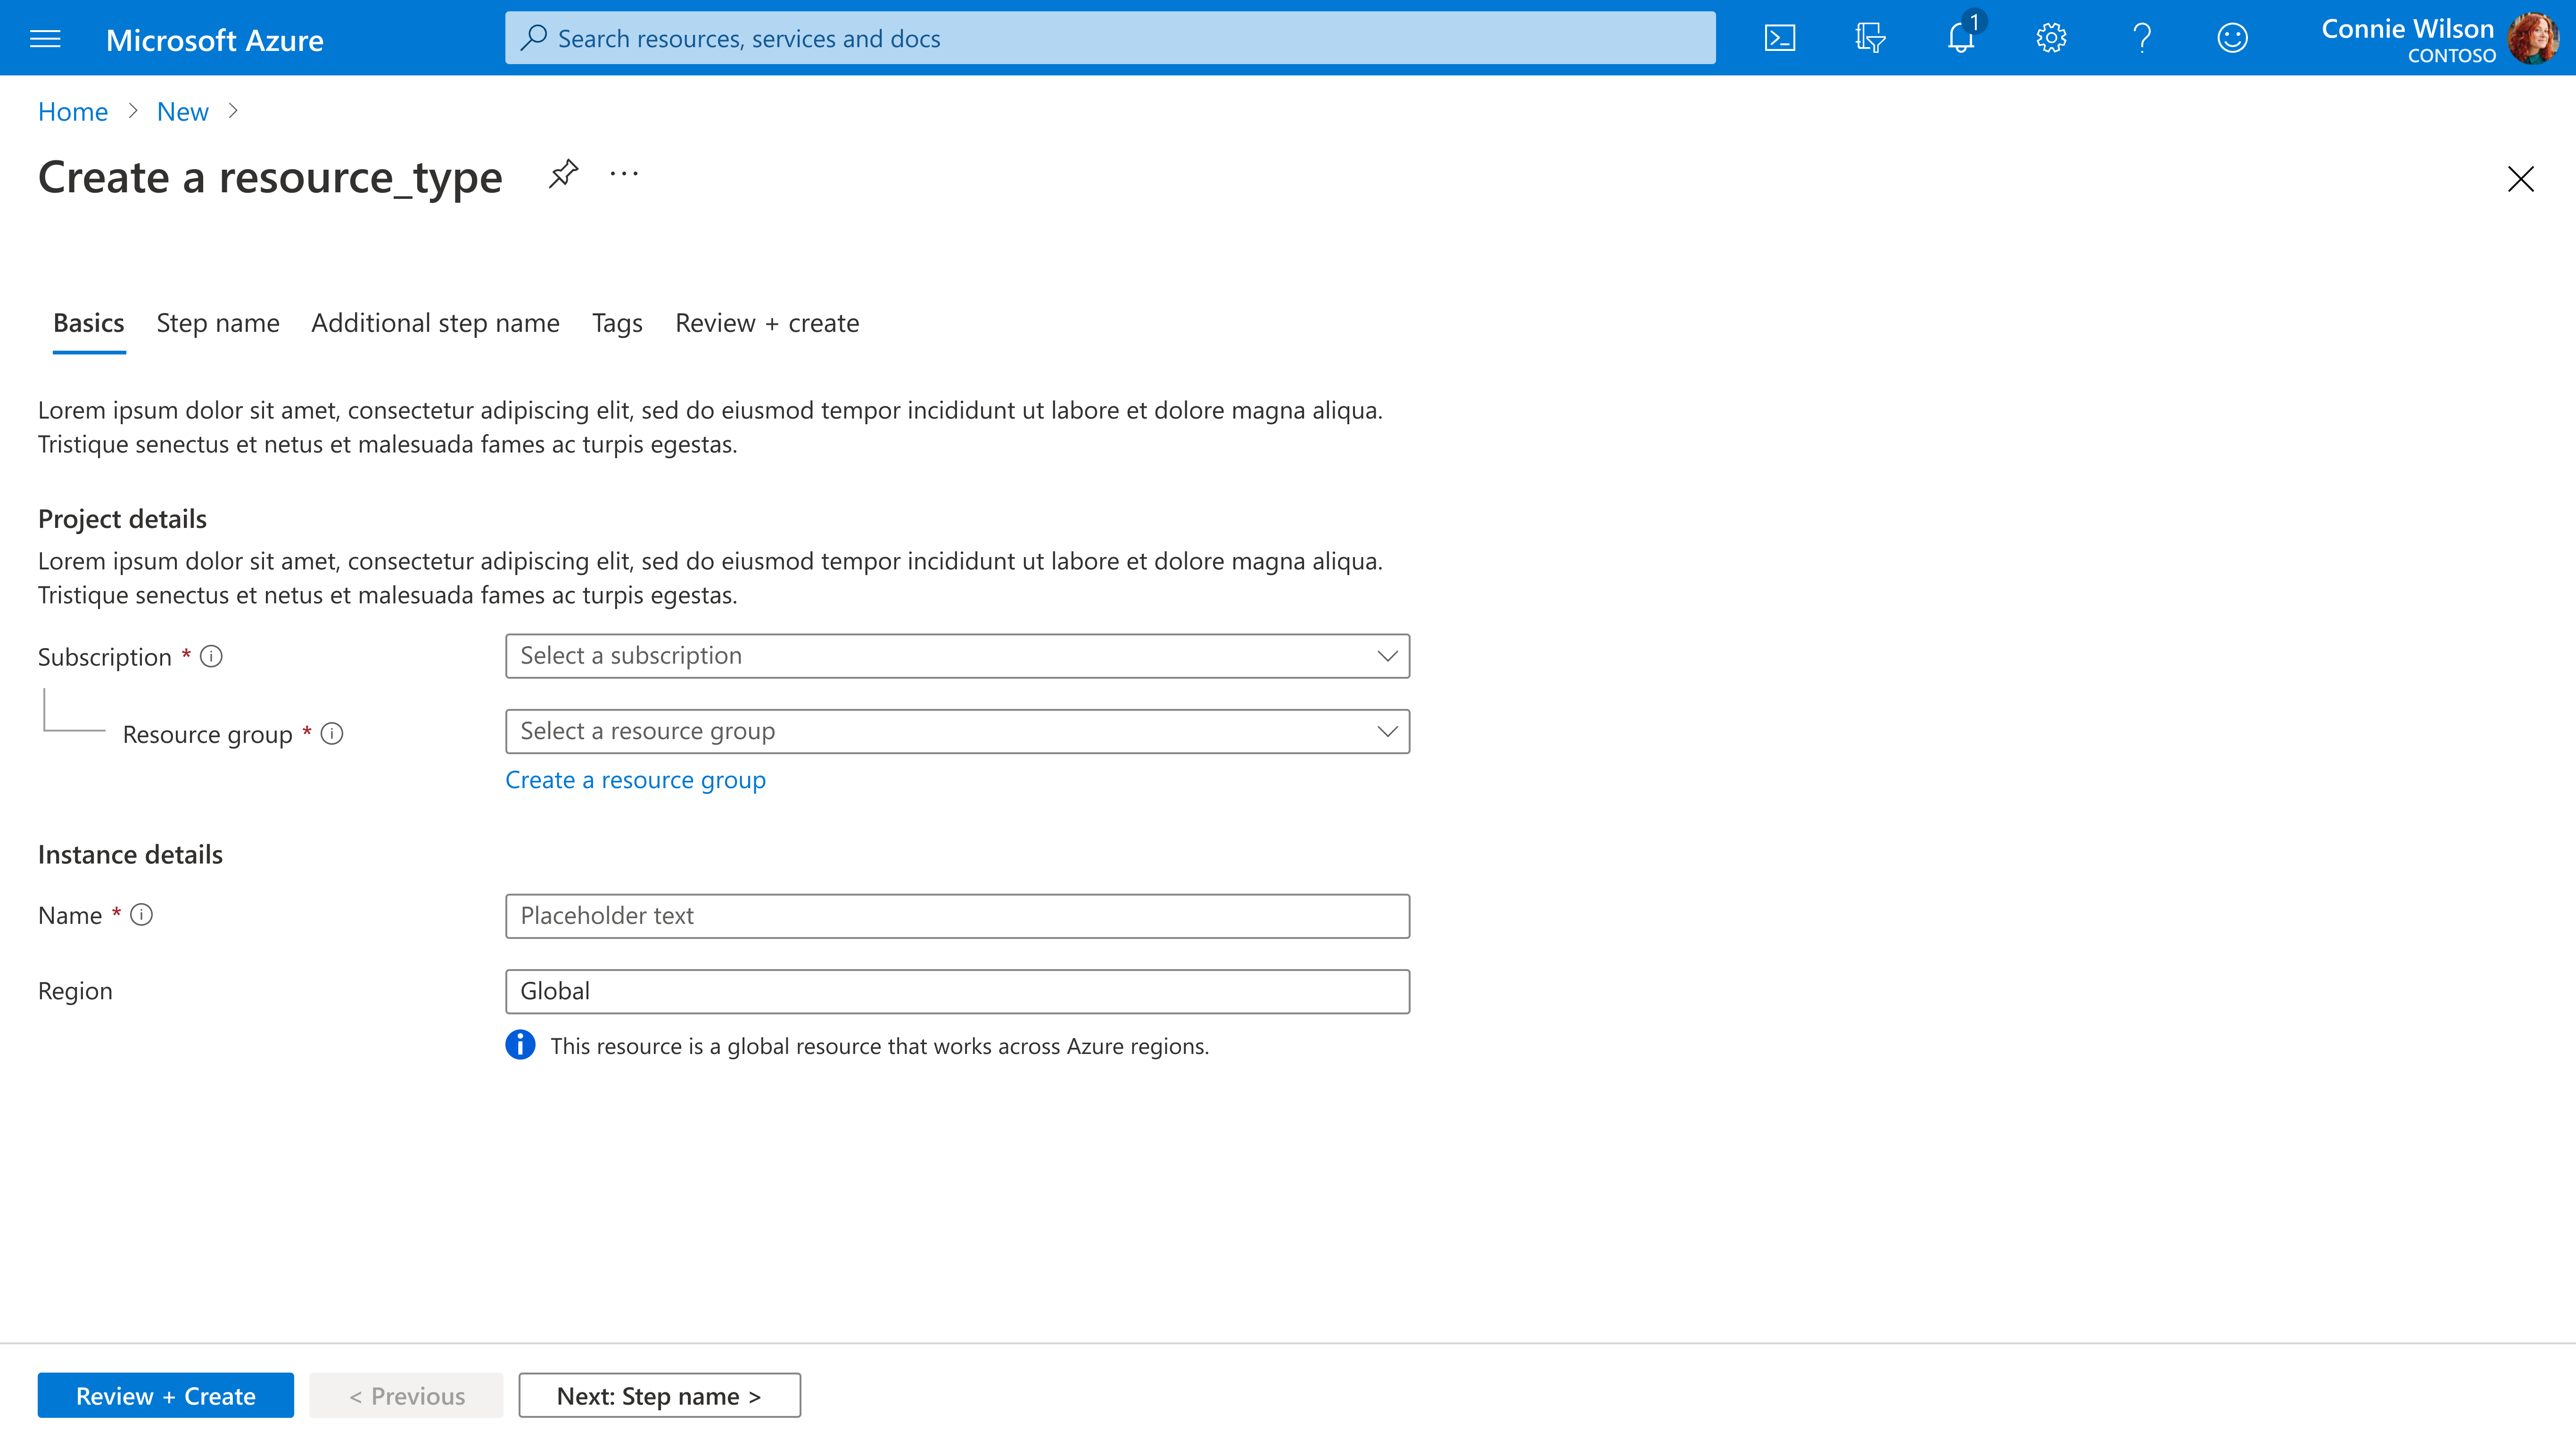 Microsoft Azure
Search resources, services and docs
1
Connie Wilson
CONTOSO
Home > New >
Create a resource_type
Basics Step name Additional step name Tags Review + create
Lorem ipsum dolor sit amet, consectetur adipiscing elit, sed do eiusmod tempor incididunt ut labore et dolore magna aliqua.
Tristique senectus et netus et malesuada fames ac turpis egestas.
Project details
Lorem ipsum dolor sit amet, consectetur adipiscing elit, sed do eiusmod tempor incididunt ut labore et dolore magna aliqua.
Tristique senectus et netus et malesuada fames ac turpis egestas.
Subscription * Select a subscription
Resource group * Select a resource group
Create a resource group
Instance details
Name * Placeholder text
Region Global
This resource is a global resource that works across Azure regions.
Review + Create < Previous Next: Step name >